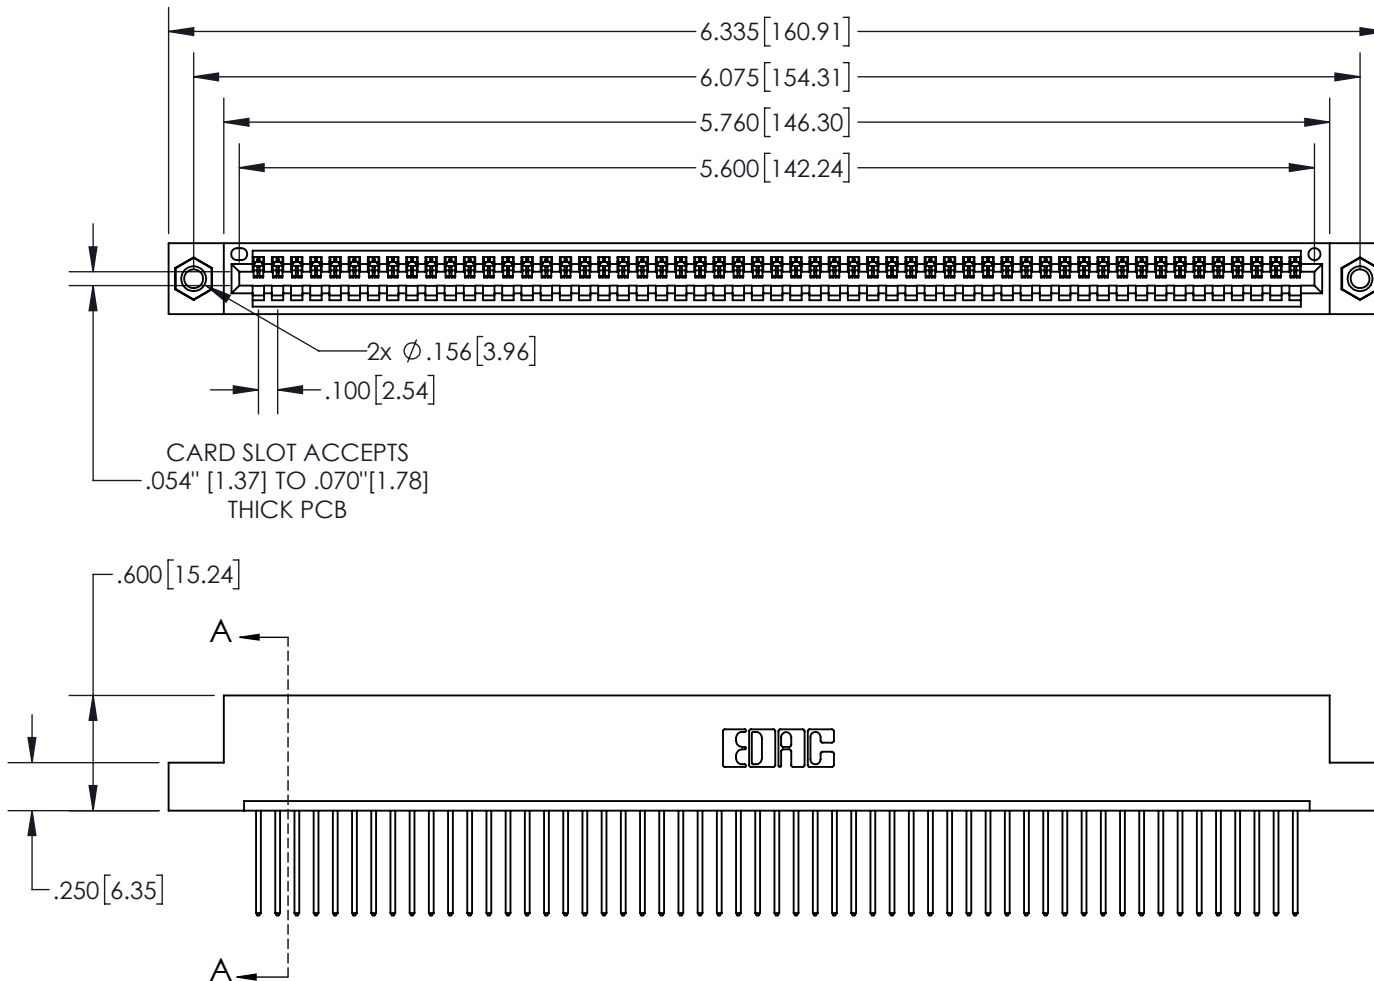 6.335[160.91]
6.075[154.31]
5.760[146.30]
5.600[142.24]
2x Ø .156[3.96]
.100[2.54]
CARD SLOT ACCEPTS
.054" [1.37] TO .070"[1.78]
THICK PCB
.600[15.24]
A
EDAC
.250[6.35]
A